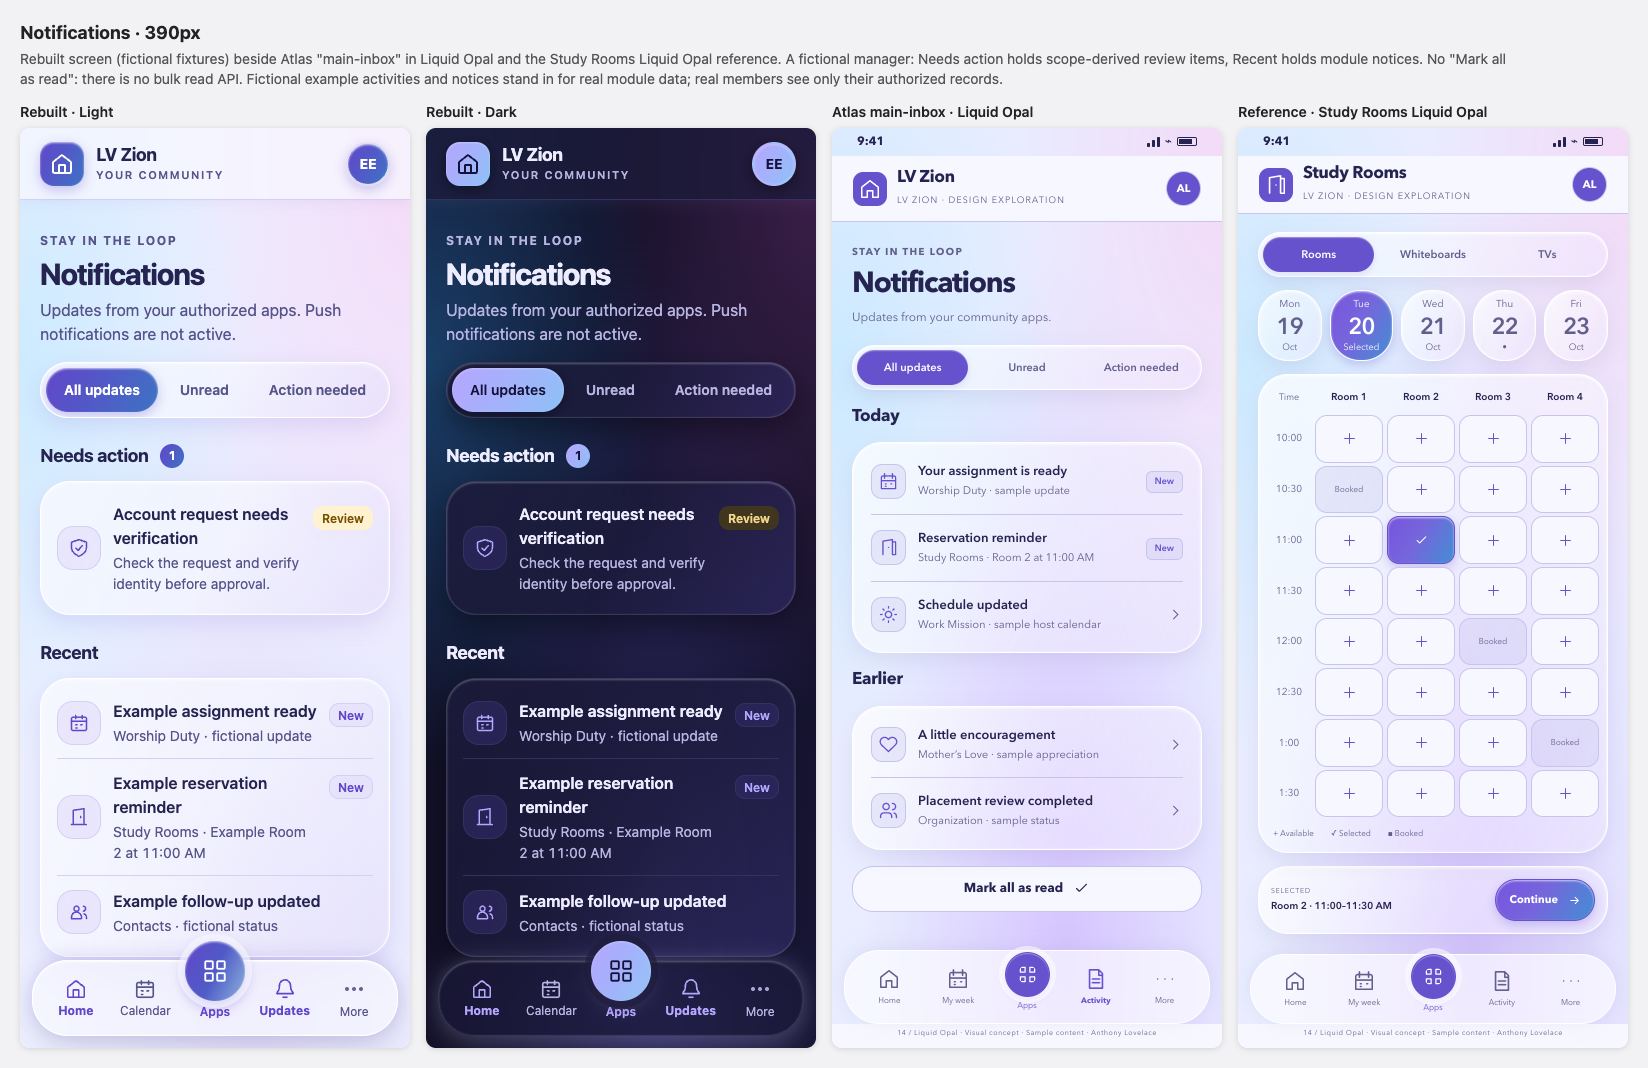 Notifications · 390px
Rebuilt screen (fictional fixtures) beside Atlas "main-inbox" in Liquid Opal and the Study Rooms Liquid Opal reference. A fictional manager: Needs action holds scope-derived review items, Recent holds module notices. No "Mark all
as read": there is no bulk read API. Fictional example activities and notices stand in for real module data; real members see only their authorized records.
Rebuilt · Light
LV Zion
YOUR COMMUNITY
EE
STAY IN THE LOOP
Notifications
Updates from your authorized apps. Push
notifications are not active.
All updates Unread Action needed
Needs action 1
Account request needs
verification
Review
Check the request and verify
identity before approval.
Recent
Example assignment ready New
Worship Duty · fictional update
Example reservation
reminder
New
Study Rooms · Example Room
2 at 11:00 AM
Example follow-up updated
Contacts · fictional status
Home Calendar Apps Updates More
Rebuilt · Dark
LV Zion
YOUR COMMUNITY
EE
STAY IN THE LOOP
Notifications
Updates from your authorized apps. Push
notifications are not active.
All updates Unread Action needed
Needs action 1
Account request needs
verification
Review
Check the request and verify
identity before approval.
Recent
Example assignment ready New
Worship Duty · fictional update
Example reservation
reminder
New
Study Rooms · Example Room
2 at 11:00 AM
Example follow-up updated
Contacts · fictional status
Home Calendar Apps Updates More
Atlas main-inbox · Liquid Opal
9:41
LV Zion
LV ZION · DESIGN EXPLORATION
AL
STAY IN THE LOOP
Notifications
Updates from your community apps.
All updates Unread Action needed
Today
Your assignment is ready New
Worship Duty · sample update
Reservation reminder New
Study Rooms · Room 2 at 11:00 AM
Schedule updated
Work Mission · sample host calendar
Earlier
A little encouragement
Mother's Love · sample appreciation
Placement review completed
Organization · sample status
Mark all as read
Home My week Apps Activity More
14 / Liquid Opal · Visual concept · Sample content · Anthony Lovelace
Reference · Study Rooms Liquid Opal
9:41
Study Rooms
LV ZION · DESIGN EXPLORATION
AL
Rooms Whiteboards TVs
Mon Tue Wed Thu Fri
19 20 21 22 23
Oct Selected Oct • Oct
Time Room 1 Room 2 Room 3 Room 4
10:00 + + + +
10:30 Booked + + +
11:00 + ✓ + +
11:30 + + + +
12:00 + + Booked +
12:30 + + + +
1:00 + + + Booked
1:30 + + + +
+ Available ✓ Selected ■ Booked
SELECTED
Room 2 · 11:00–11:30 AM
Continue →
Home My week Apps Activity More
14 / Liquid Opal · Visual concept · Sample content · Anthony Lovelace